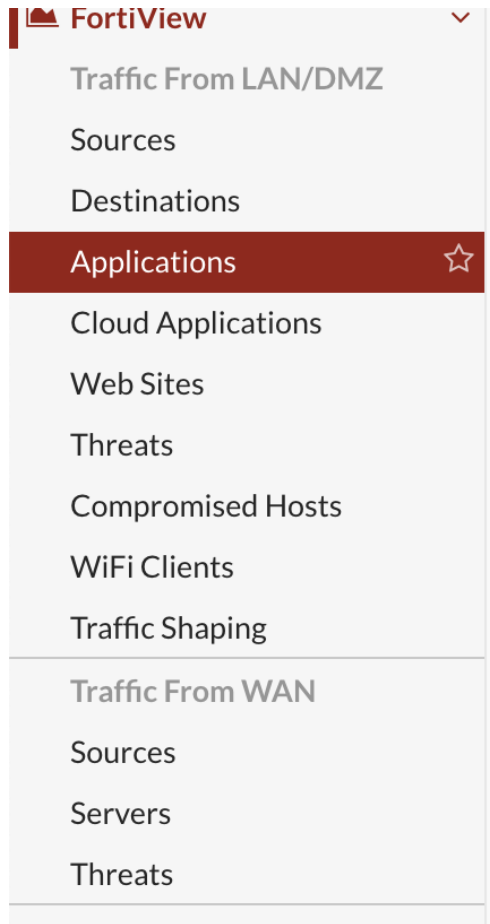 FortiView
Traffic From LAN/DMZ
Sources
Destinations
Applications
Cloud Applications
Web Sites
Threats
Compromised Hosts
WiFi Clients
Traffic Shaping
Traffic From WAN
Sources
Servers
Threats